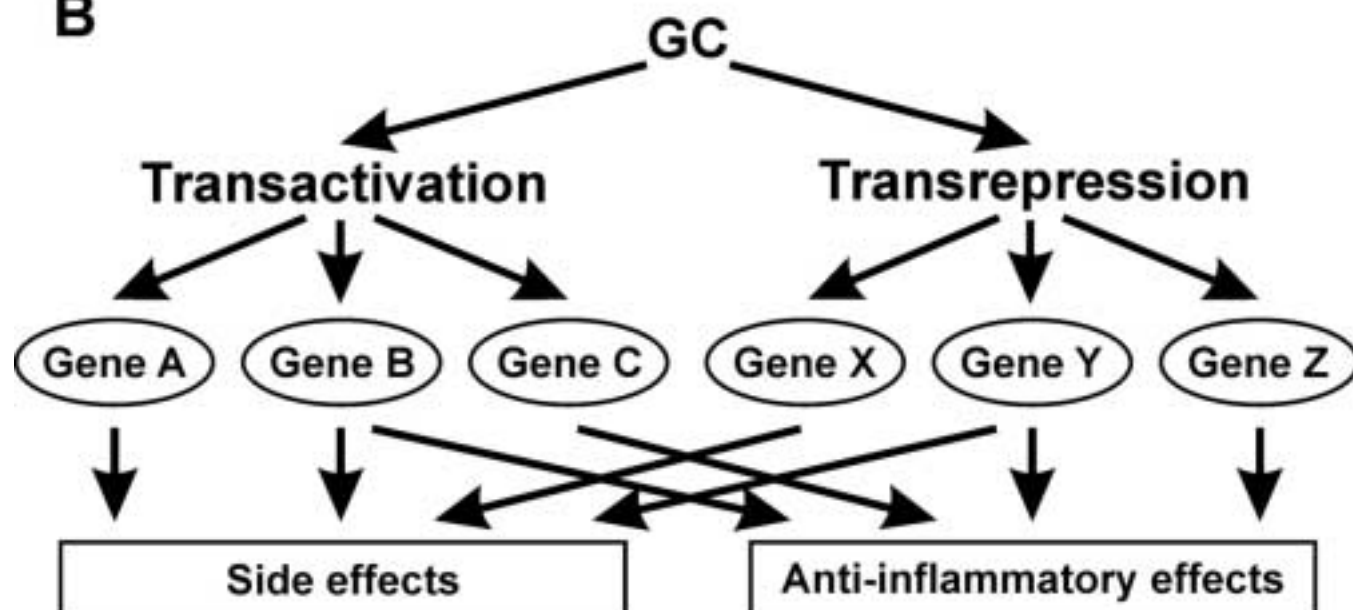 B
GC
Transactivation Transrepression
Gene A Gene B Gene C Gene X Gene Y Gene Z
Side effects Anti-inflammatory effects